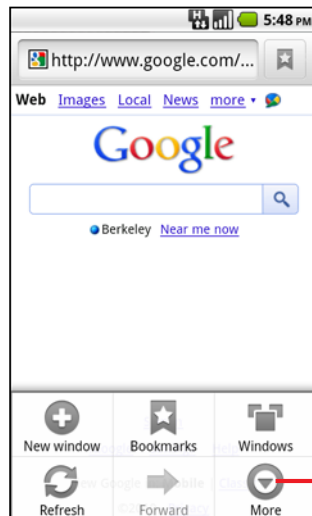 5:48 PM
http://www.google.com/...
Web Images Local News more
Google
Berkeley Near me now
New window Bookmarks Windows
Refresh Forward More